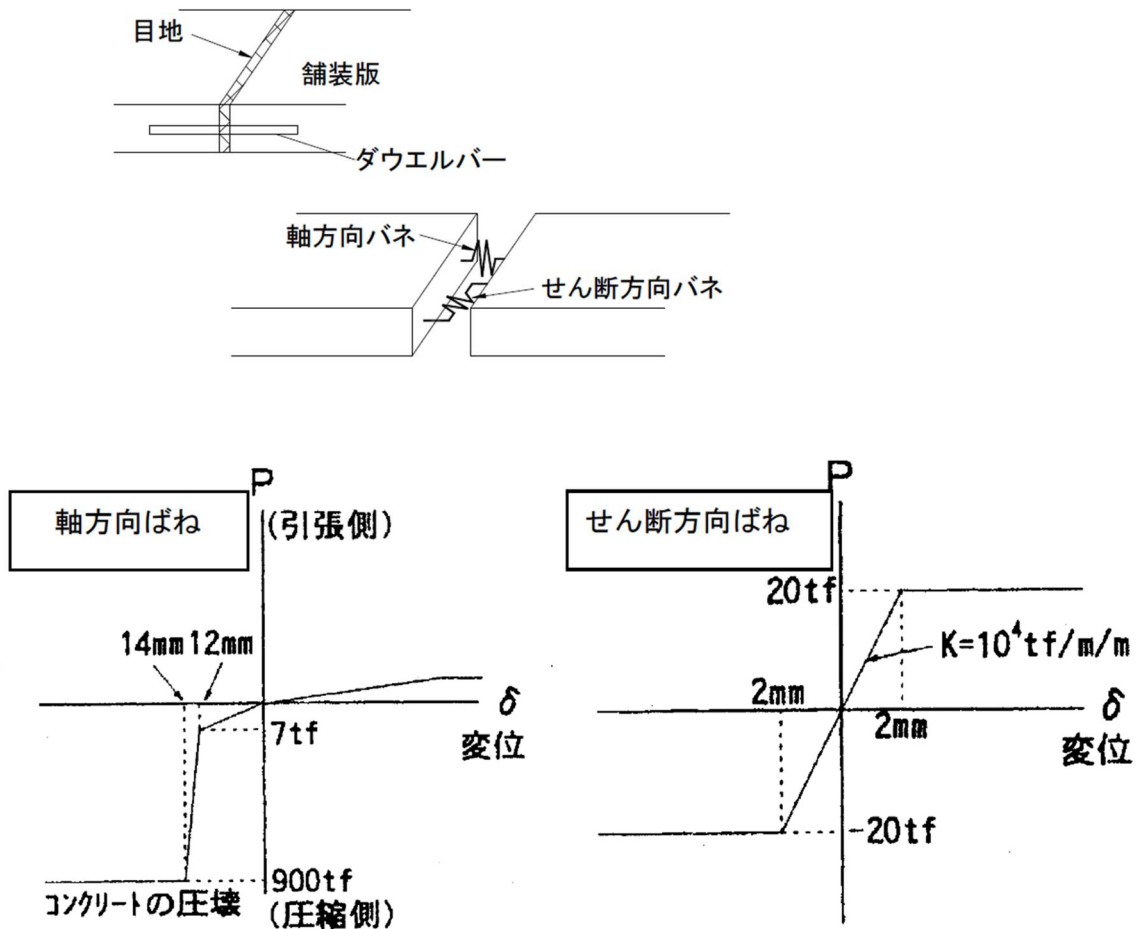 目地
舗装版
ダウエルバー
軸方向バネ
せん断方向バネ
軸方向ばね
P
(引張側)
14mm 12mm
7tf
δ
変位
900tf
コンクリートの圧壊
(圧縮側)
せん断方向ばね
P
20tf
K=10⁴tf/m/m
2mm
2mm
δ
変位
20tf